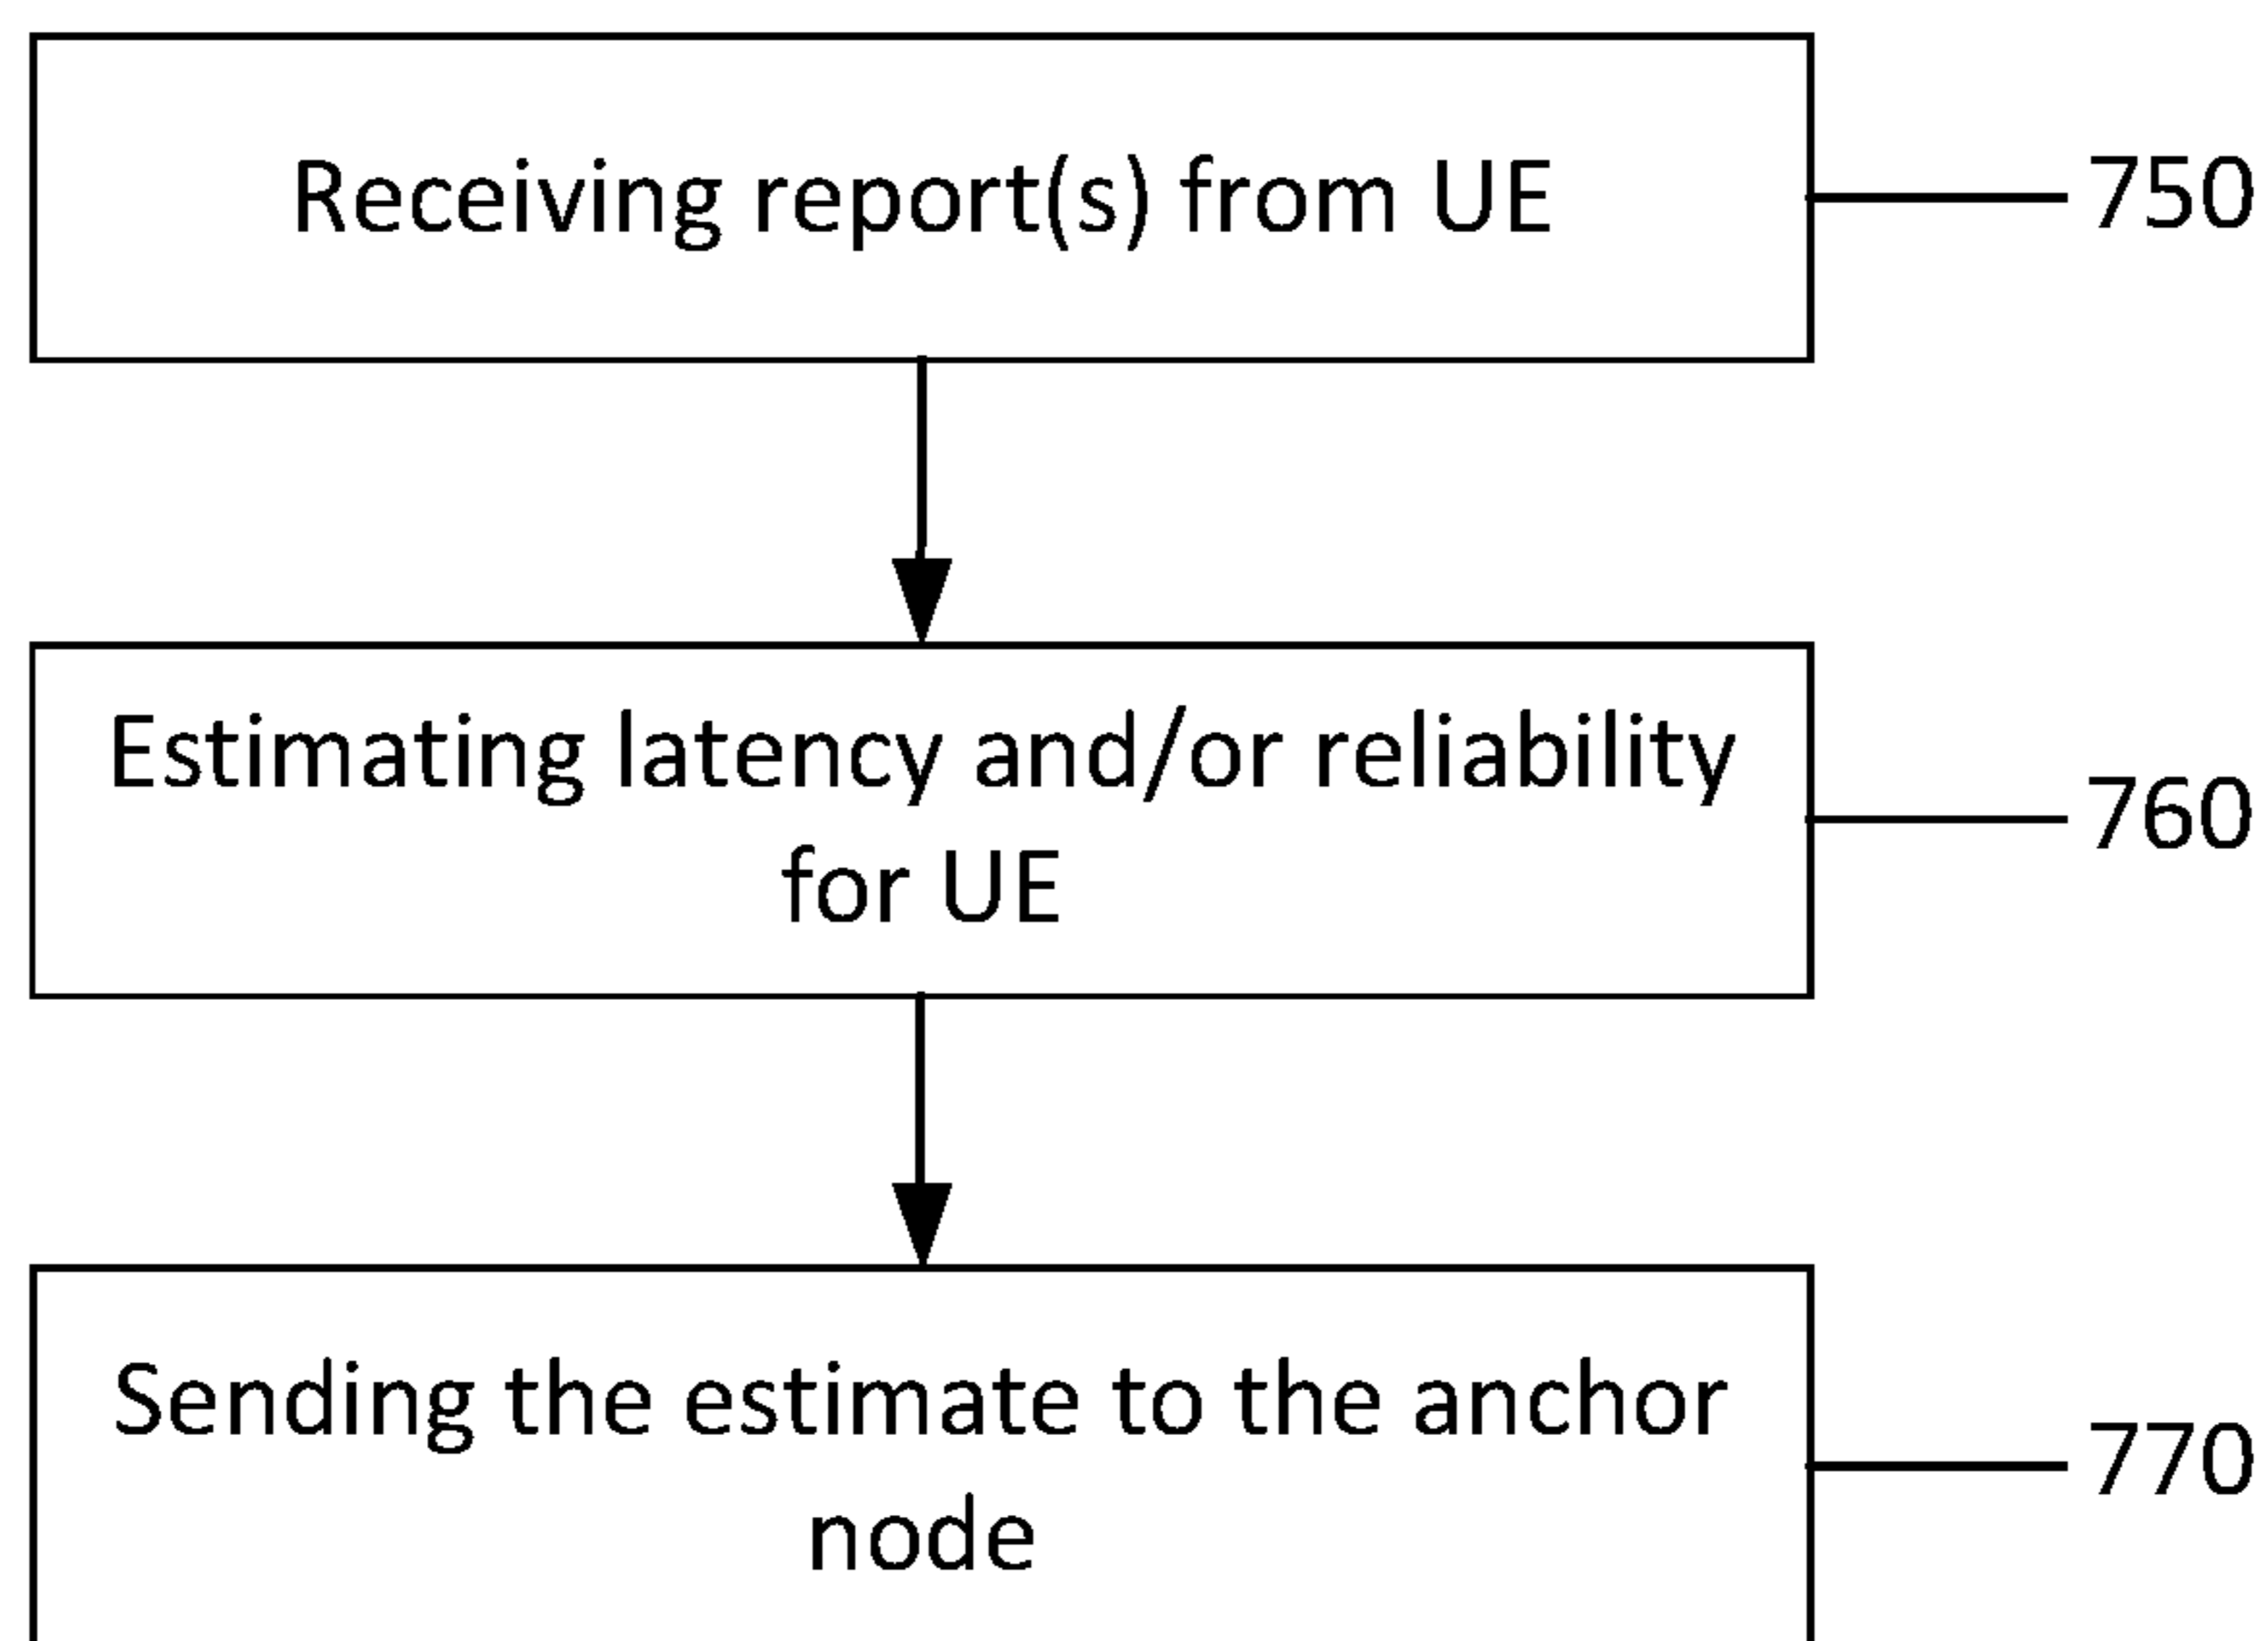 Receiving report(s) from UE
750
Estimating latency and/or reliability
for UE
760
Sending the estimate to the anchor
node
770